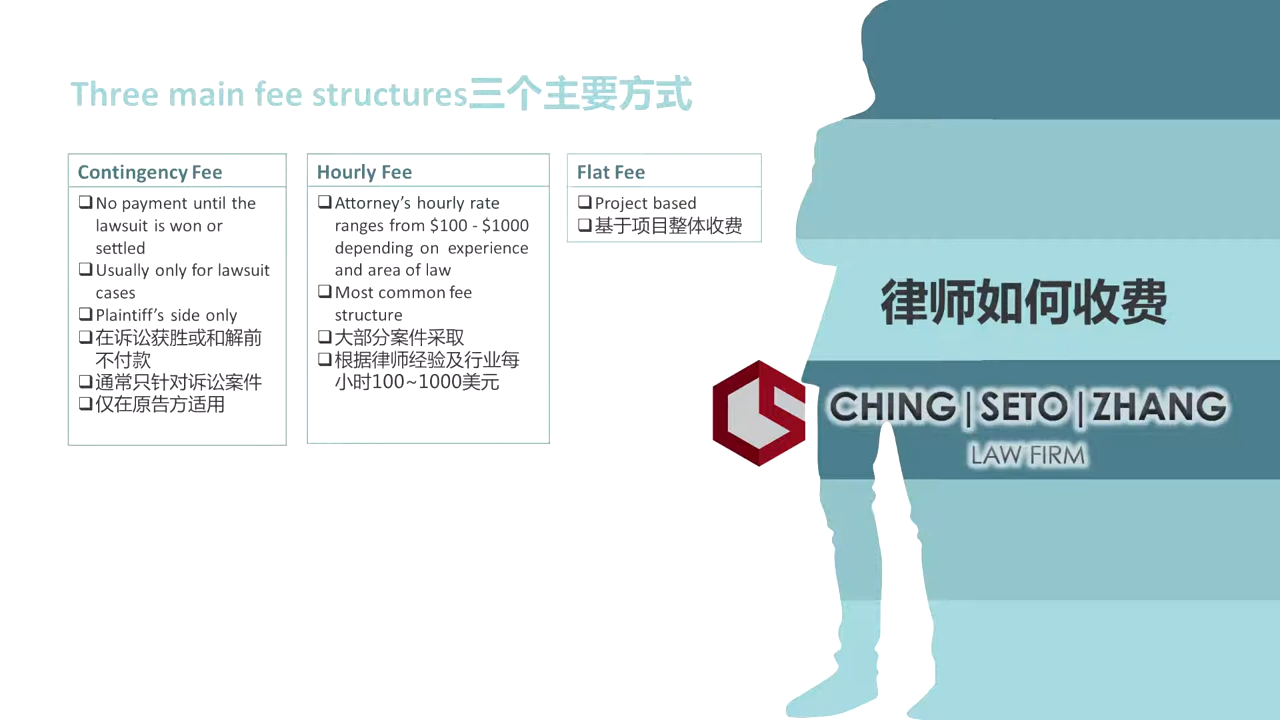 Three main fee structures三个主要方式
Contingency Fee
❑No payment until the
lawsuit is won or
settled
❑Usually only for lawsuit
cases
❑Plaintiff’s side only
❑在诉讼获胜或和解前
不付款
❑通常只针对诉讼案件
❑仅在原告方适用
Hourly Fee
❑Attorney’s hourly rate
ranges from $100 - $1000
depending on experience
and area of law
❑Most common fee
structure
❑大部分案件采取
❑根据律师经验及行业每
小时100~1000美元
Flat Fee
❑Project based
❑基于项目整体收费
律师如何收费
CHING|SETO|ZHANG
LAW FIRM